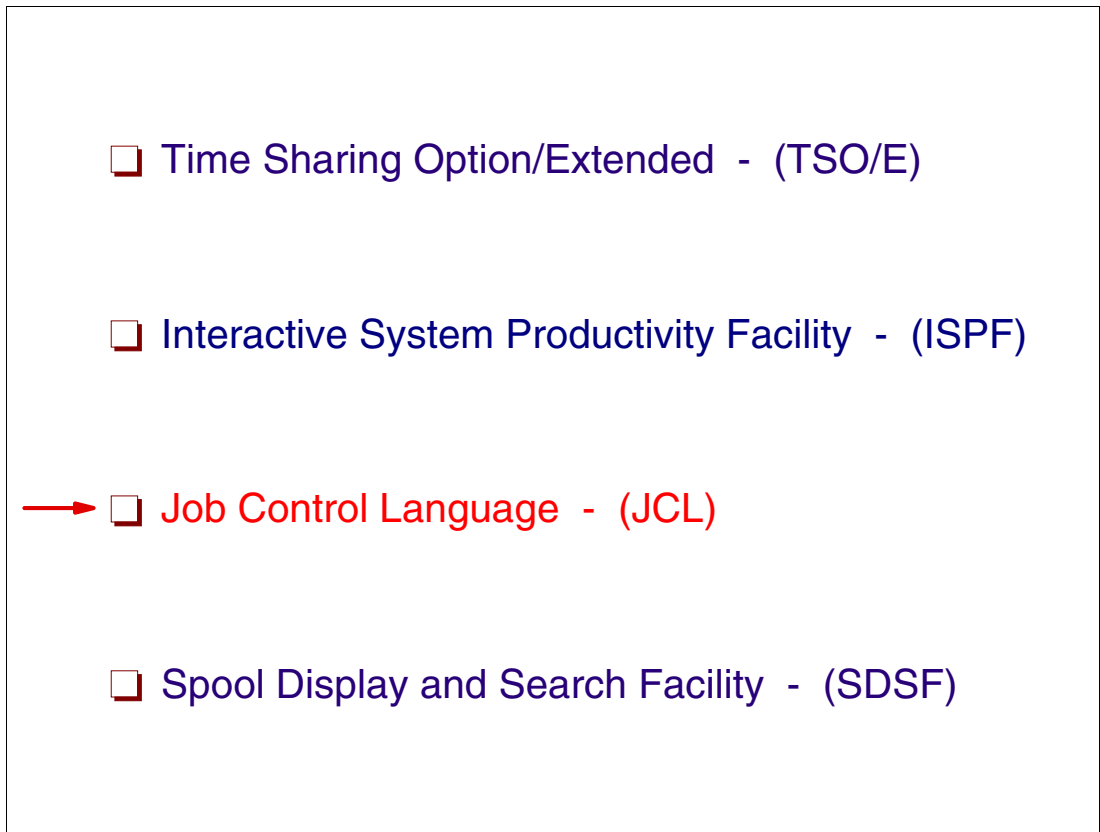 Time Sharing Option/Extended - (TSO/E)
Interactive System Productivity Facility - (ISPF)
Job Control Language - (JCL)
Spool Display and Search Facility - (SDSF)